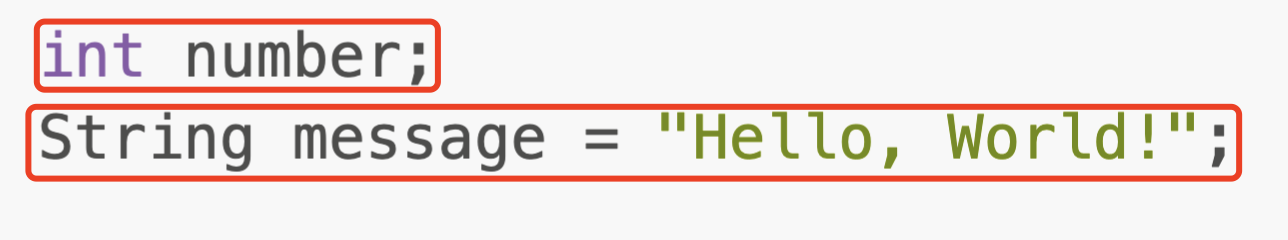 int number;
String message = "Hello, World!";